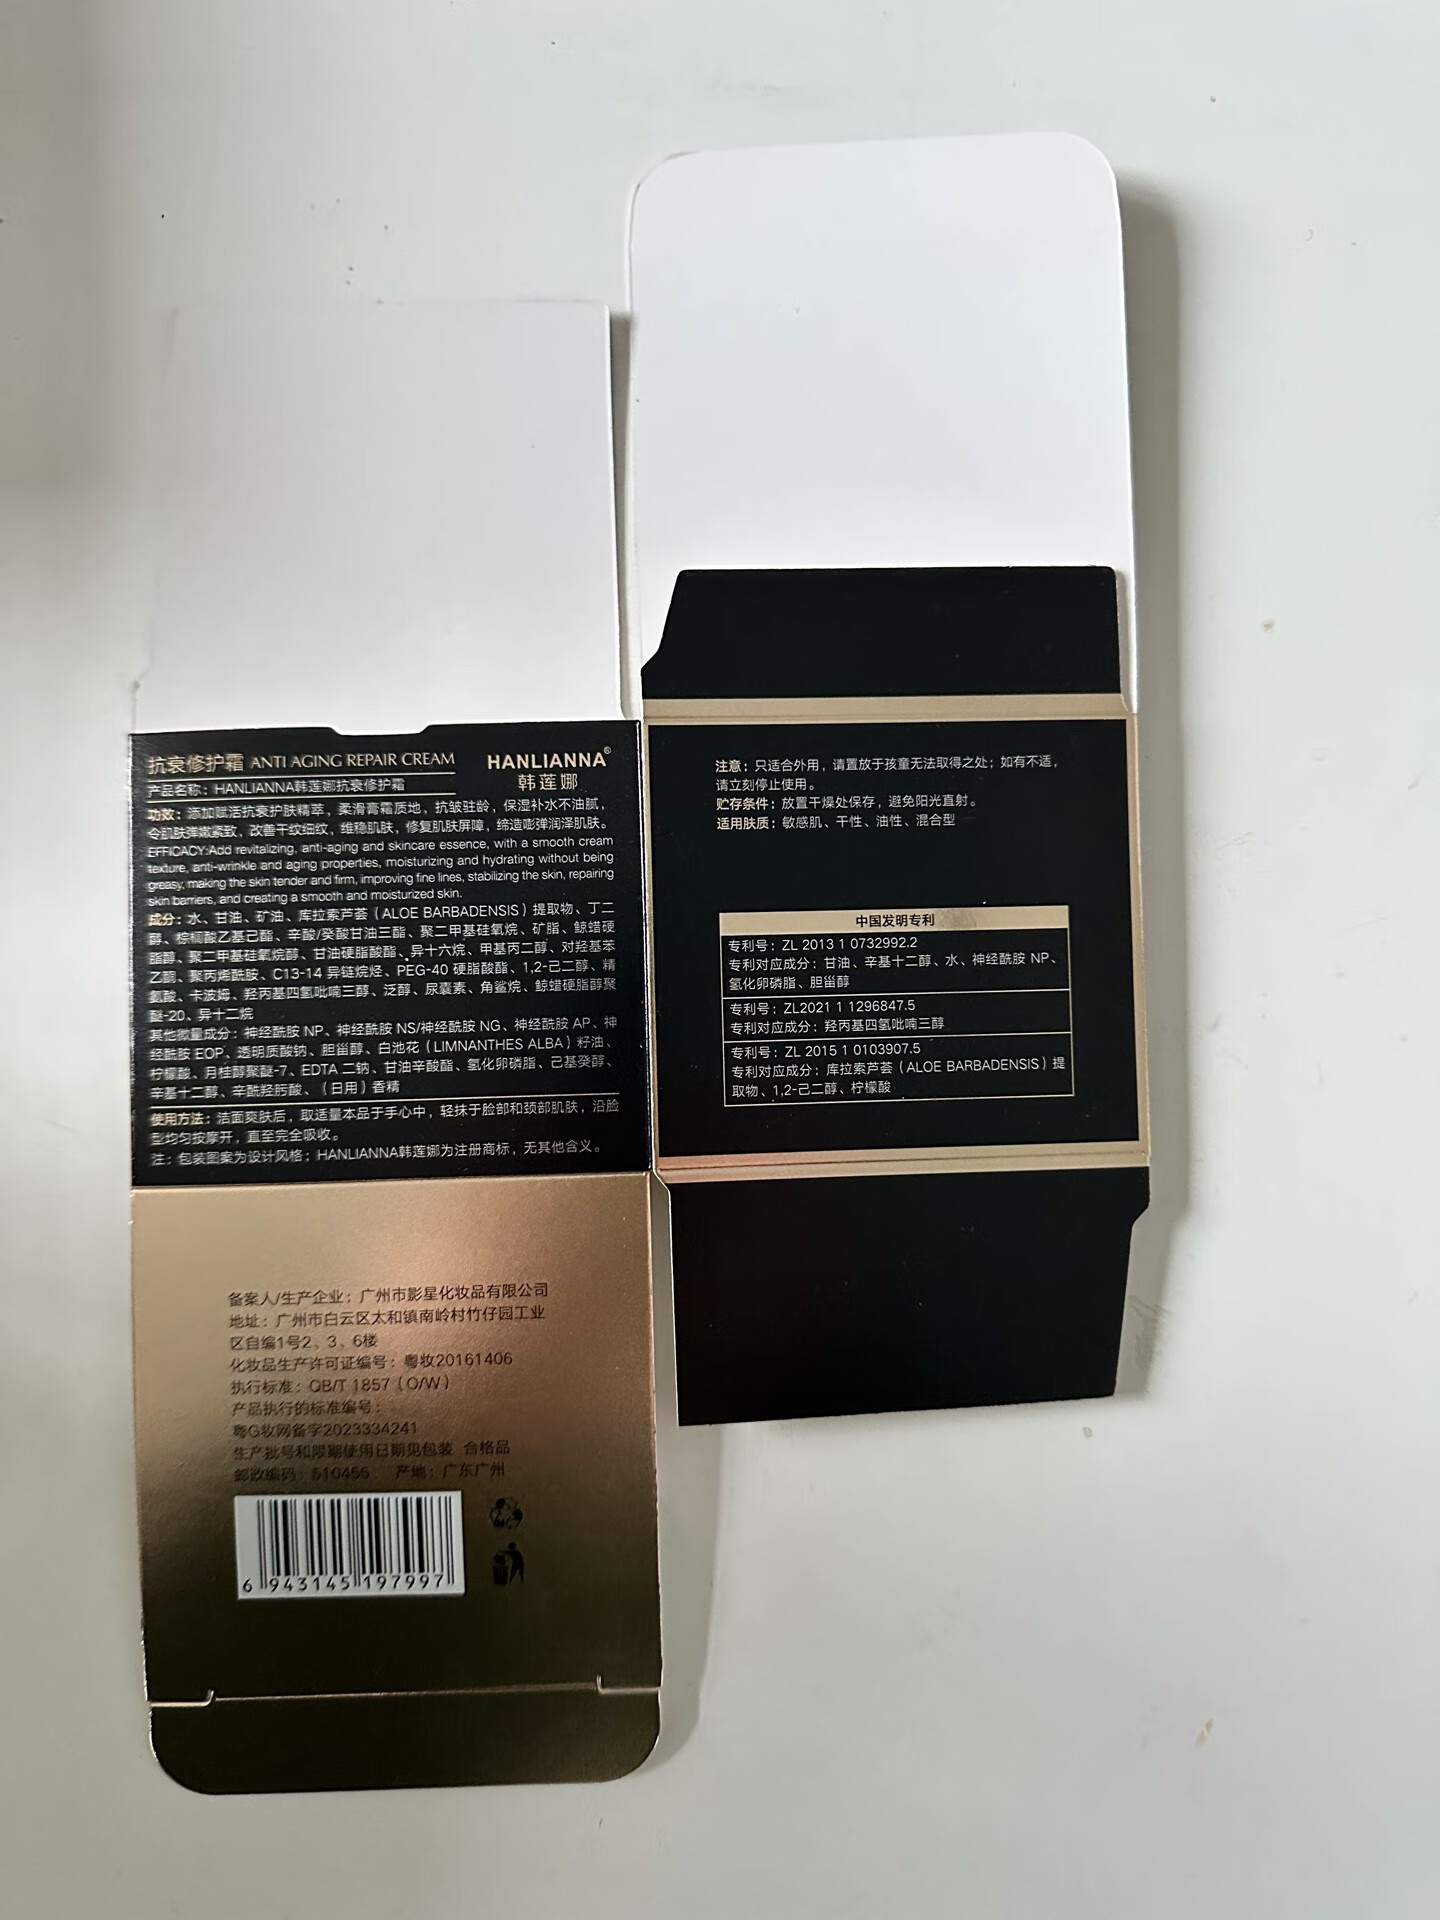 抗衰修护霜 ANTI AGING REPAIR CREAM
HANLIANNA®
韩莲娜
产品名称：HANLIANNA韩莲娜抗衰修护霜
功效：添加赋活抗衰护肤精萃，柔滑膏霜质地，抗皱驻龄，保湿补水不油腻，
令肌肤弹嫩紧致，改善干纹细纹，维稳肌肤，修复肌肤屏障，缔造嘭弹润泽肌肤。
EFFICACY:Add revitalizing, anti-aging and skincare essence, with a smooth cream
texture, anti-wrinkle and aging properties, moisturizing and hydrating without being
greasy, making the skin tender and firm, improving fine lines, stabilizing the skin, repairing
skin barriers, and creating a smooth and moisturized skin.
成分：水、甘油、矿油、库拉索芦荟（ALOE BARBADENSIS）提取物、丁二
醇、棕榈酸乙基己酯、辛酸/癸酸甘油三酯、聚二甲基硅氧烷、矿脂、鲸蜡硬
脂醇、聚二甲基硅氧烷醇、甘油硬脂酸酯、异十六烷、甲基丙二醇、对羟基苯
乙酮、聚丙烯酰胺、C13-14 异链烷烃、PEG-40 硬脂酸酯、1,2-己二醇、精
氨酸、卡波姆、羟丙基四氢吡喃三醇、泛醇、尿囊素、角鲨烷、鲸蜡硬脂醇聚
醚-20、异十二烷
其他微量成分：神经酰胺 NP、神经酰胺 NS/神经酰胺 NG、神经酰胺 AP、神
经酰胺 EOP、透明质酸钠、胆甾醇、白池花（LIMNANTHES ALBA）籽油、
柠檬酸、月桂醇聚醚-7、EDTA 二钠、甘油辛酸酯、氢化卵磷脂、己基癸醇、
辛基十二醇、辛酰羟肟酸、（日用）香精
使用方法：洁面爽肤后，取适量本品于手心中，轻抹于脸部和颈部肌肤，沿脸
型均匀按摩开，直至完全吸收。
注：包装图案为设计风格；HANLIANNA韩莲娜为注册商标，无其他含义。
备案人/生产企业：广州市影星化妆品有限公司
地址：广州市白云区太和镇南岭村竹仔园工业
区自编1号2、3、6楼
化妆品生产许可证编号：粤妆20161406
执行标准：QB/T 1857（O/W）
产品执行的标准编号：
粤G妆网备字2023334241
生产批号和限期使用日期见包装 合格品
邮政编码：510455 产地：广东广州
6 943145 197997
注意：只适合外用，请置放于孩童无法取得之处；如有不适，
请立刻停止使用。
贮存条件：放置干燥处保存，避免阳光直射。
适用肤质：敏感肌、干性、油性、混合型
中国发明专利
专利号：ZL 2013 1 0732992.2
专利对应成分：甘油、辛基十二醇、水、神经酰胺 NP、
氢化卵磷脂、胆甾醇
专利号：ZL2021 1 1296847.5
专利对应成分：羟丙基四氢吡喃三醇
专利号：ZL 2015 1 0103907.5
专利对应成分：库拉索芦荟（ALOE BARBADENSIS）提
取物、1,2-己二醇、柠檬酸